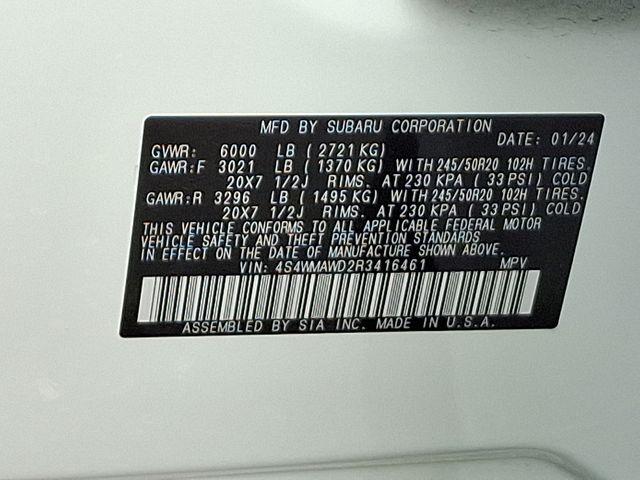 MFD BY SUBARU CORPORATION
DATE: 01/24
GVWR: 6000 LB ( 2721 KG)
GAWR:F 3021 LB ( 1370 KG) WITH 245/50R20 102H TIRES.
20X7 1/2J RIMS. AT 230 KPA ( 33 PSI) COLD
GAWR:R 3296 LB ( 1495 KG) WITH 245/50R20 102H TIRES.
20X7 1/2J RIMS. AT 230 KPA ( 33 PSI) COLD
THIS VEHICLE CONFORMS TO ALL APPLICABLE FEDERAL MOTOR
VEHICLE SAFETY AND THEFT PREVENTION STANDARDS
IN EFFECT ON THE DATE OF MANUFACTURE SHOWN ABOVE.
VIN: 4S4WMAWD2R3416461 MPV
ASSEMBLED BY SIA INC. MADE IN U.S.A.